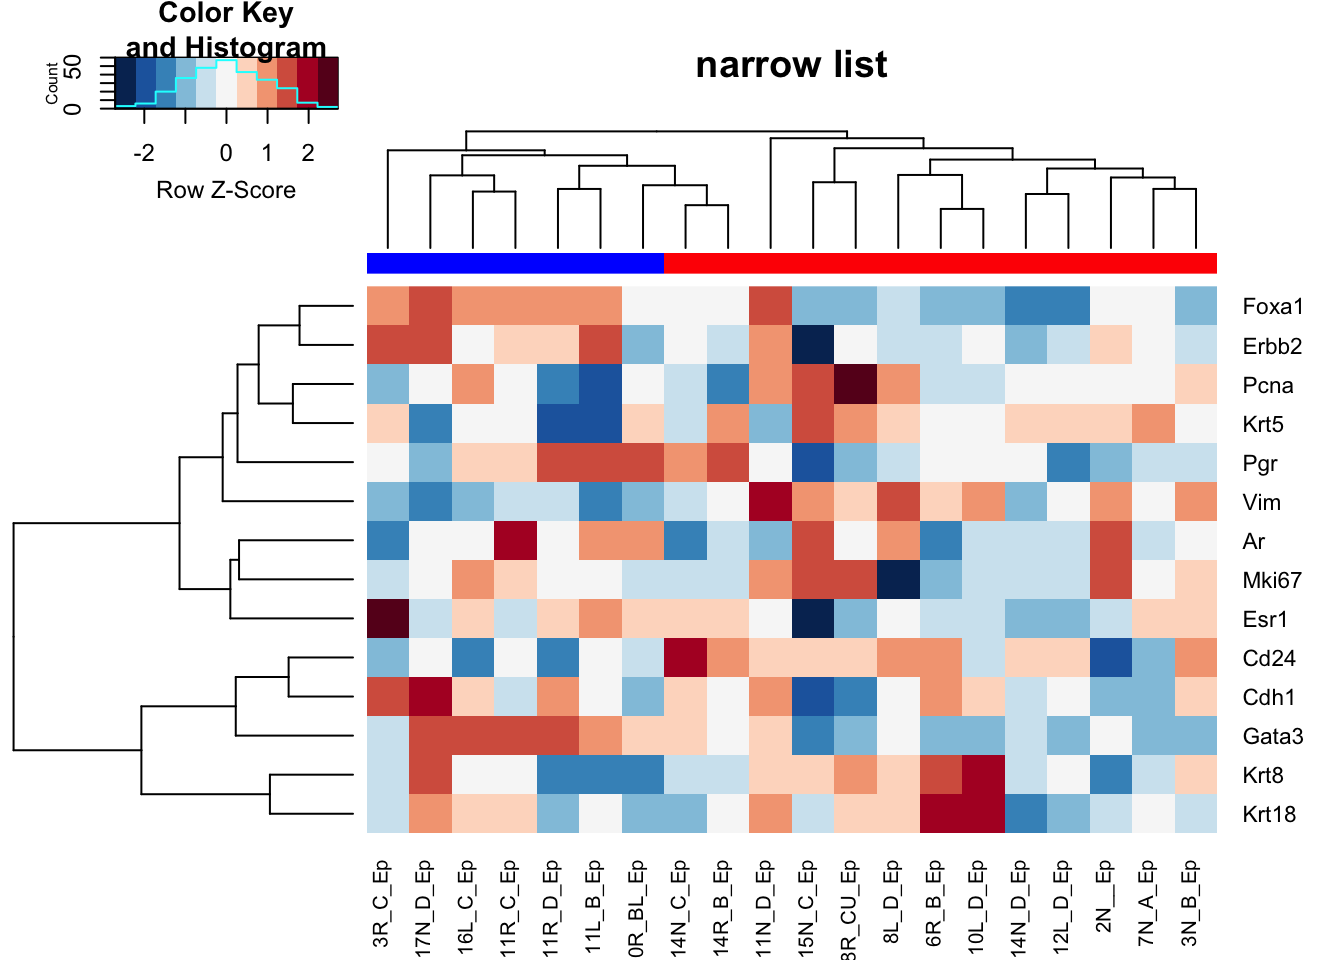 Color Key
and Histogram
narrow list
Count
0 50
-2 0 1 2
Row Z-Score
Foxa1
Erbb2
Pcna
Krt5
Pgr
Vim
Ar
Mki67
Esr1
Cd24
Cdh1
Gata3
Krt8
Krt18
3R_C_Ep
17N_D_Ep
16L_C_Ep
11R_C_Ep
11R_D_Ep
11L_B_Ep
0R_BL_Ep
14N_C_Ep
14R_B_Ep
11N_D_Ep
15N_C_Ep
8R_CU_Ep
8L_D_Ep
6R_B_Ep
10L_D_Ep
14N_D_Ep
12L_D_Ep
2N__Ep
7N_A_Ep
3N_B_Ep